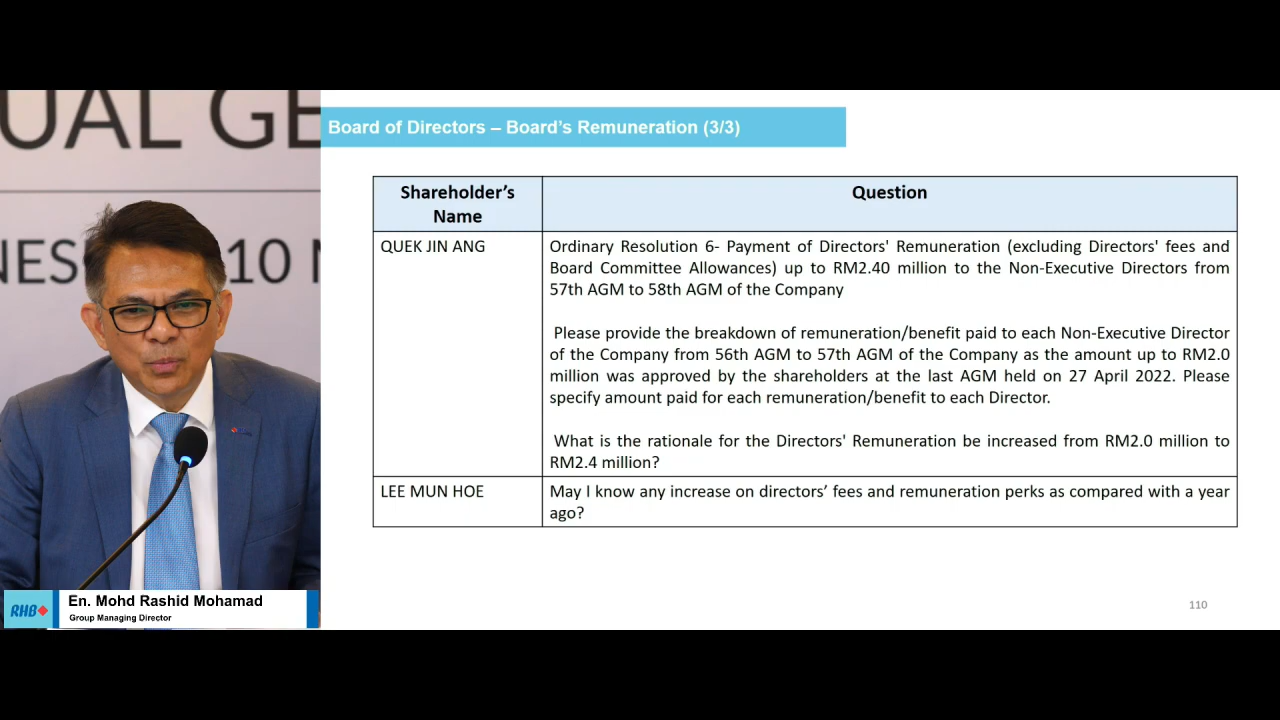 UAL GE
NES
10
Board of Directors – Board’s Remuneration (3/3)
Shareholder’s
Name
Question
QUEK JIN ANG
Ordinary Resolution 6- Payment of Directors' Remuneration (excluding Directors' fees and
Board Committee Allowances) up to RM2.40 million to the Non-Executive Directors from
57th AGM to 58th AGM of the Company
Please provide the breakdown of remuneration/benefit paid to each Non-Executive Director
of the Company from 56th AGM to 57th AGM of the Company as the amount up to RM2.0
million was approved by the shareholders at the last AGM held on 27 April 2022. Please
specify amount paid for each remuneration/benefit to each Director.
What is the rationale for the Directors' Remuneration be increased from RM2.0 million to
RM2.4 million?
LEE MUN HOE
May I know any increase on directors’ fees and remuneration perks as compared with a year
ago?
RHB
En. Mohd Rashid Mohamad
Group Managing Director
110